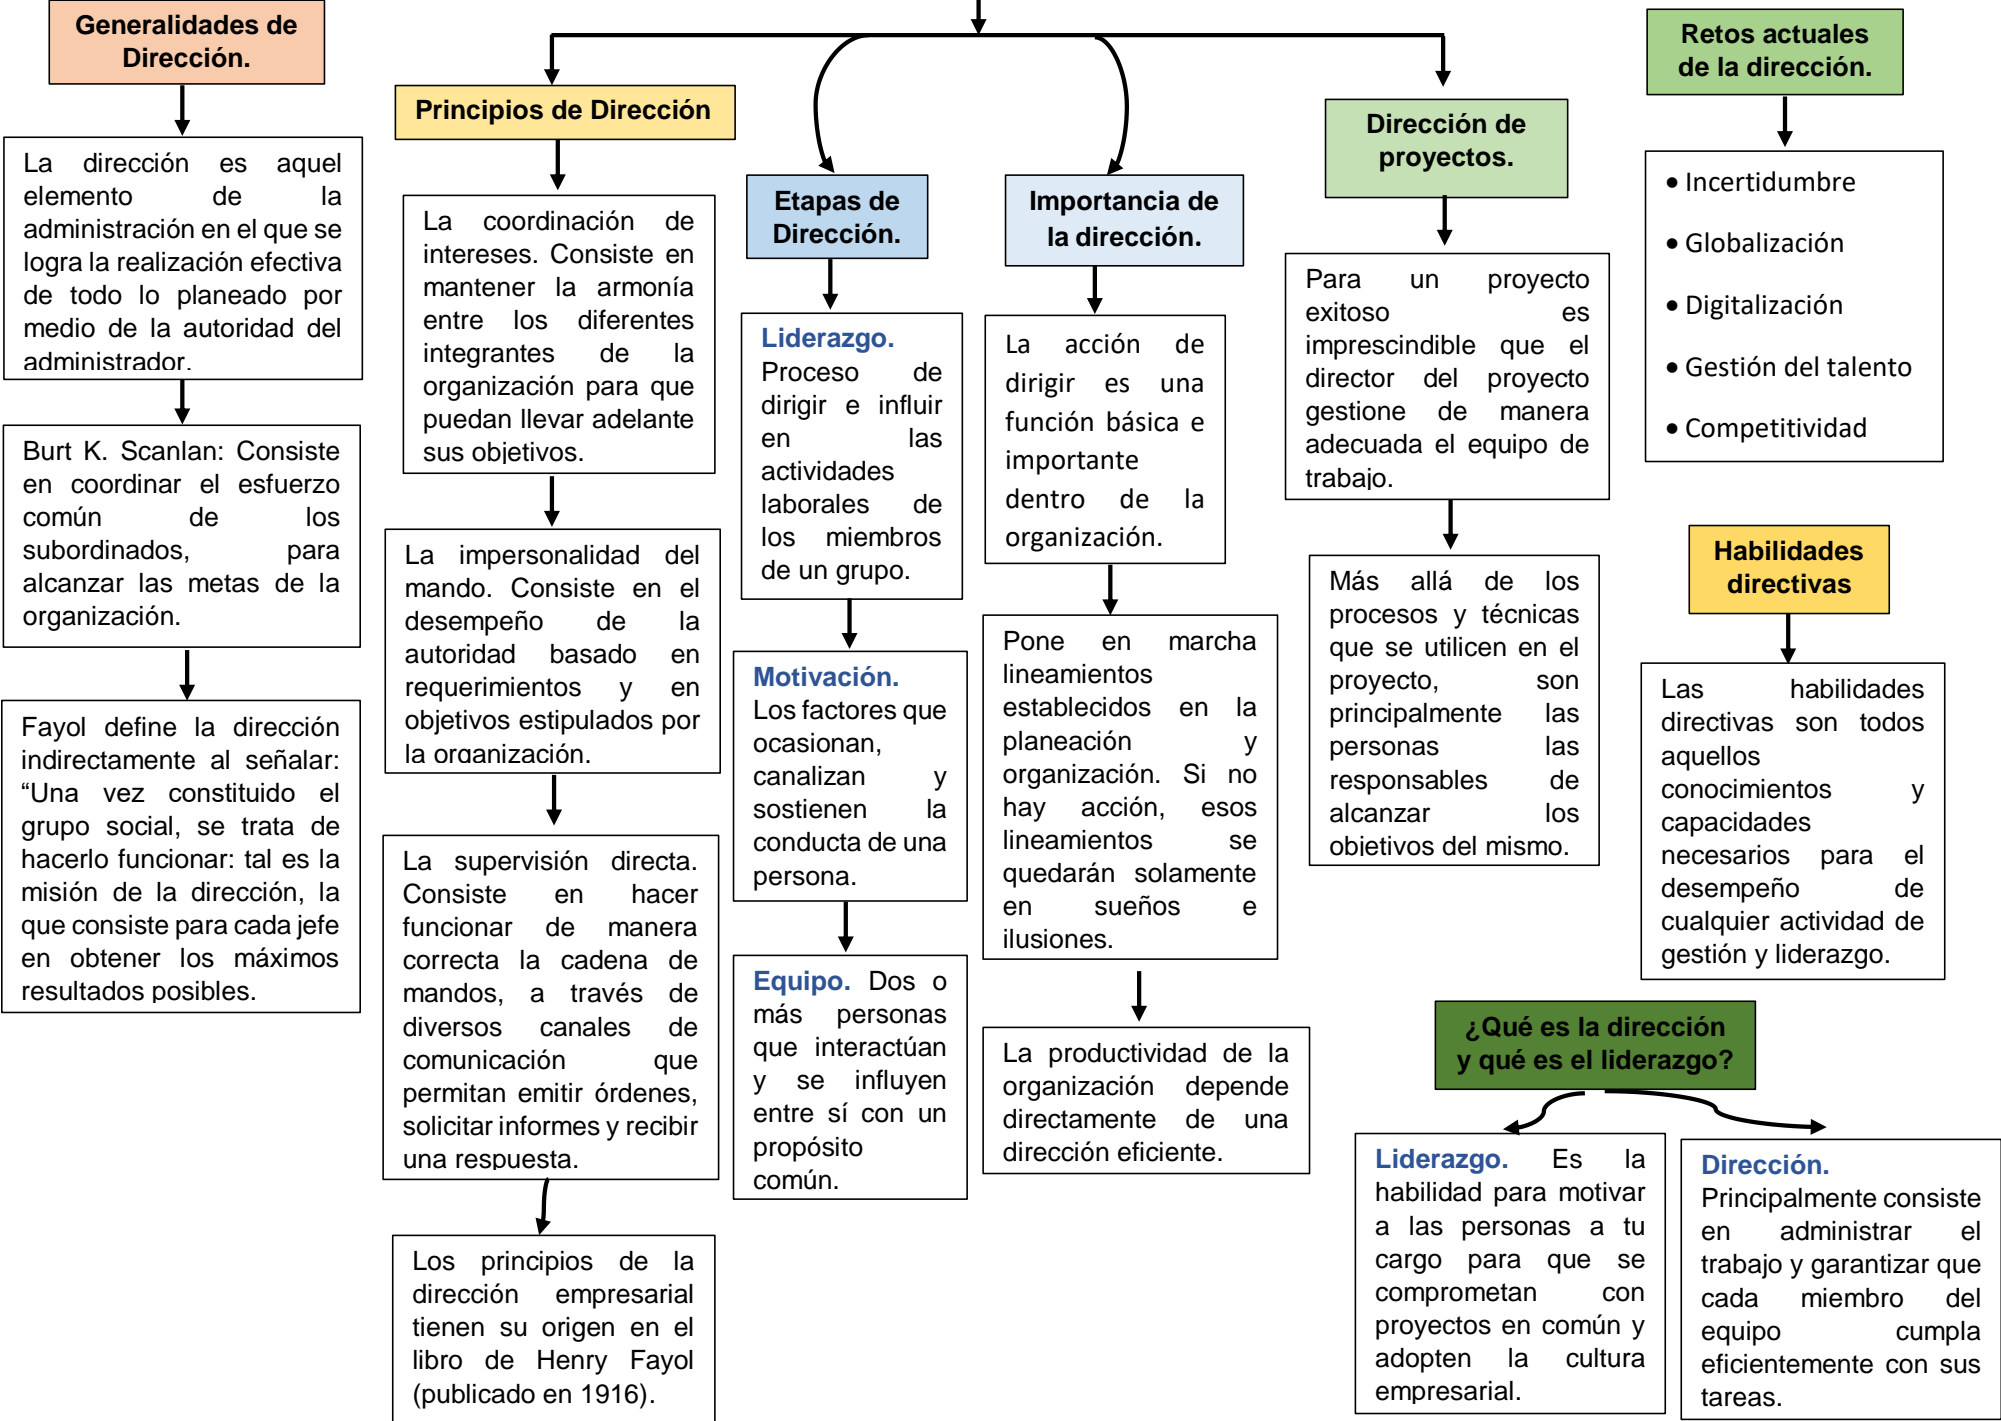 Generalidades de
Dirección.
La dirección es aquel
elemento de la
administración en el que se
logra la realización efectiva
de todo lo planeado por
medio de la autoridad del
administrador.
Burt K. Scanlan: Consiste
en coordinar el esfuerzo
común de los
subordinados, para
alcanzar las metas de la
organización.
Fayol define la dirección
indirectamente al señalar:
“Una vez constituido el
grupo social, se trata de
hacerlo funcionar: tal es la
misión de la dirección, la
que consiste para cada jefe
en obtener los máximos
resultados posibles.
Principios de Dirección
La coordinación de
intereses. Consiste en
mantener la armonía
entre los diferentes
integrantes de la
organización para que
puedan llevar adelante
sus objetivos.
La impersonalidad del
mando. Consiste en el
desempeño de la
autoridad basado en
requerimientos y en
objetivos estipulados por
la organización.
La supervisión directa.
Consiste en hacer
funcionar de manera
correcta la cadena de
mandos, a través de
diversos canales de
comunicación que
permitan emitir órdenes,
solicitar informes y recibir
una respuesta.
Los principios de la
dirección empresarial
tienen su origen en el
libro de Henry Fayol
(publicado en 1916).
Etapas de
Dirección.
Liderazgo.
Proceso de
dirigir e influir
en las
actividades
laborales de
los miembros
de un grupo.
Motivación.
Los factores que
ocasionan,
canalizan y
sostienen la
conducta de una
persona.
Equipo. Dos o
más personas
que interactúan
y se influyen
entre sí con un
propósito
común.
Importancia de
la dirección.
La acción de
dirigir es una
función básica e
importante
dentro de la
organización.
Pone en marcha
lineamientos
establecidos en la
planeación y
organización. Si no
hay acción, esos
lineamientos se
quedarán solamente
en sueños e
ilusiones.
La productividad de la
organización depende
directamente de una
dirección eficiente.
Dirección de
proyectos.
Para un proyecto
exitoso es
imprescindible que el
director del proyecto
gestione de manera
adecuada el equipo de
trabajo.
Más allá de los
procesos y técnicas
que se utilicen en el
proyecto, son
principalmente las
personas las
responsables de
alcanzar los
objetivos del mismo.
Retos actuales
de la dirección.
• Incertidumbre
• Globalización
• Digitalización
• Gestión del talento
• Competitividad
Habilidades
directivas
Las habilidades
directivas son todos
aquellos
conocimientos y
capacidades
necesarios para el
desempeño de
cualquier actividad de
gestión y liderazgo.
¿Qué es la dirección
y qué es el liderazgo?
Liderazgo. Es la
habilidad para motivar
a las personas a tu
cargo para que se
comprometan con
proyectos en común y
adopten la cultura
empresarial.
Dirección.
Principalmente consiste
en administrar el
trabajo y garantizar que
cada miembro del
equipo cumpla
eficientemente con sus
tareas.